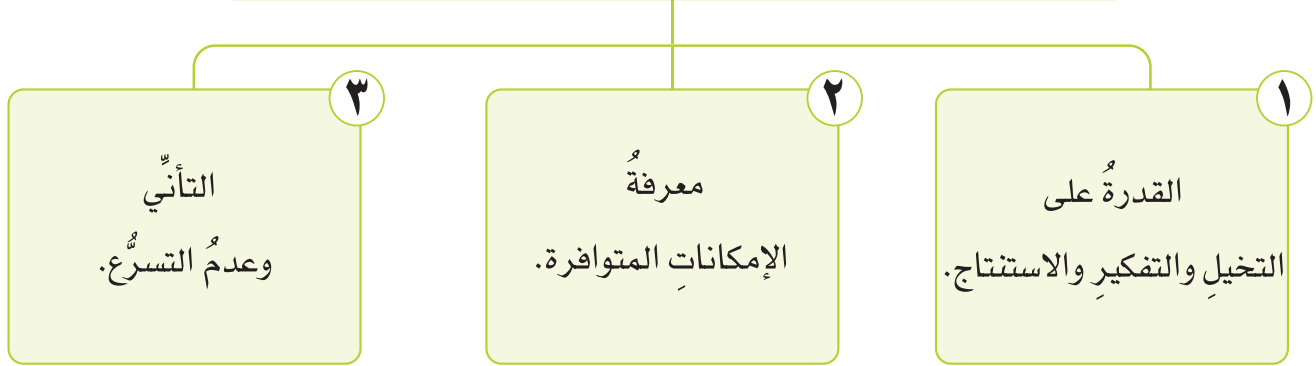 ١
القدرةُ على
التخيلِ والتفكيرِ والاستنتاج.
٢
معرفةُ
الإمكاناتِ المتوافرة.
٣
التأنِّي
وعدمُ التسرُّع.